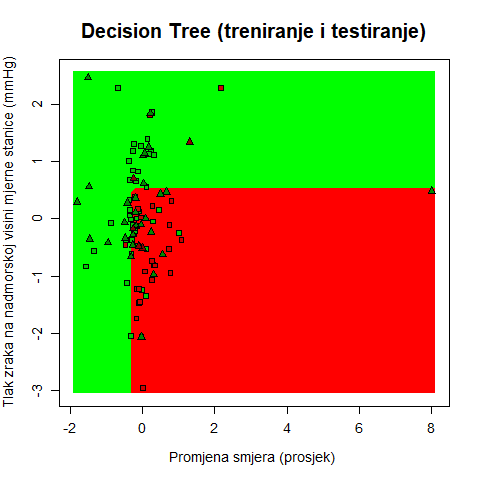 Decision Tree (treniranje i testiranje)
Tlak zraka na nadmorskoj visini mjerne stanice (mmHg)
2
1
0
-1
-2
-3
-2 0 2 4 6 8
Promjena smjera (prosjek)